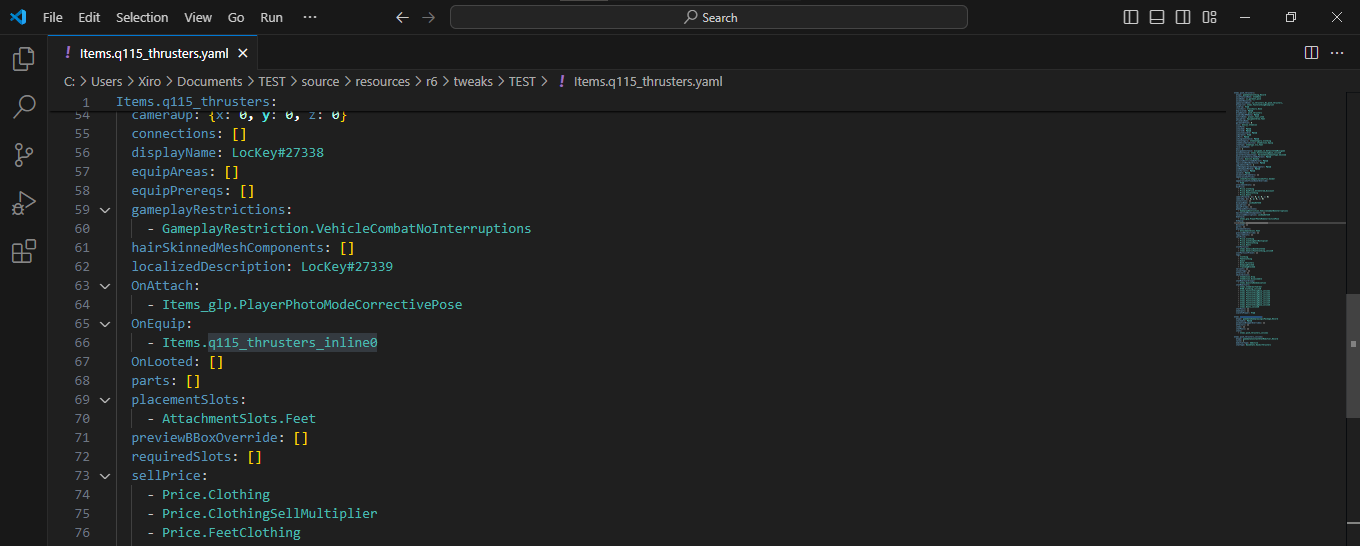 File Edit Selection View Go Run ··· Search
! Items.q115_thrusters.yaml
C: > Users > Xiro > Documents > TEST > source > resources > r6 > tweaks > TEST > ! Items.q115_thrusters.yaml
1 Items.q115_thrusters:
54 cameraUp: {x: 0, y: 0, z: 0}
55 connections: []
56 displayName: LocKey#27338
57 equipAreas: []
58 equipPrereqs: []
59 gameplayRestrictions:
60 - GameplayRestriction.VehicleCombatNoInterruptions
61 hairSkinnedMeshComponents: []
62 localizedDescription: LocKey#27339
63 OnAttach:
64 - Items_glp.PlayerPhotoModeCorrectivePose
65 OnEquip:
66 - Items.q115_thrusters_inline0
67 OnLooted: []
68 parts: []
69 placementSlots:
70 - AttachmentSlots.Feet
71 previewBBoxOverride: []
72 requiredSlots: []
73 sellPrice:
74 - Price.Clothing
75 - Price.ClothingSellMultiplier
76 - Price.FeetClothing